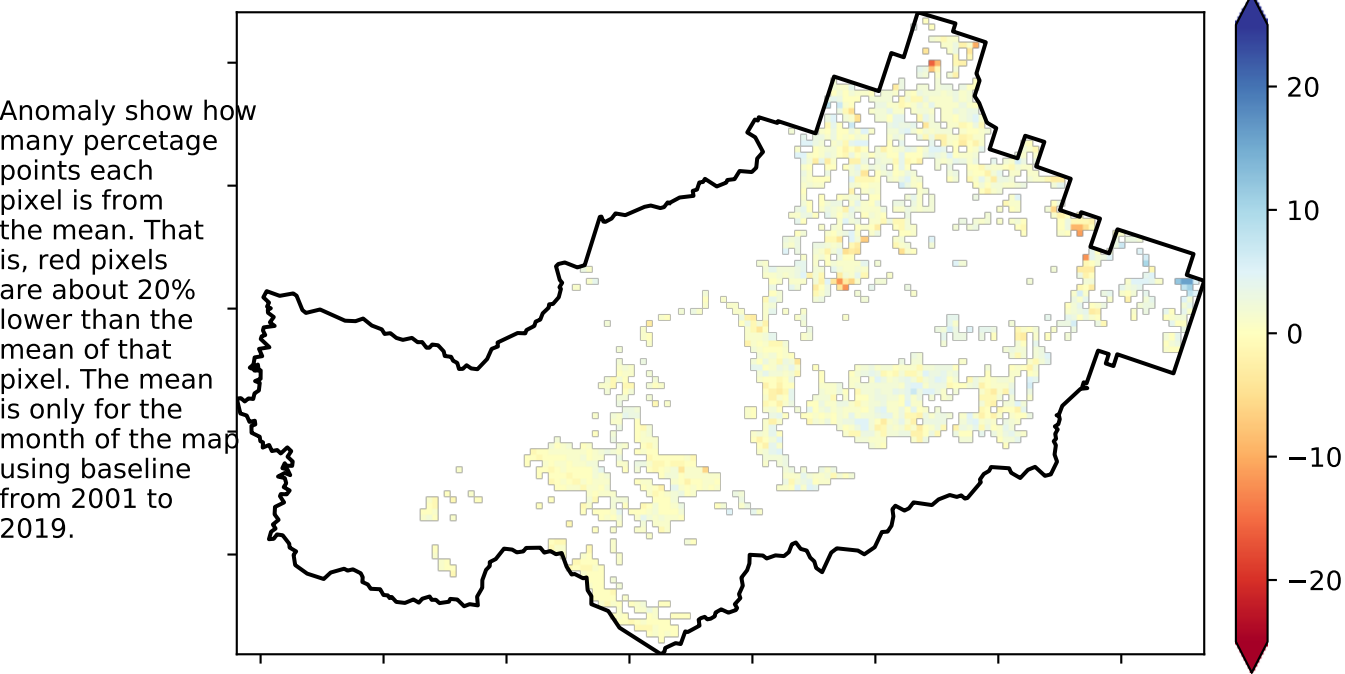 Anomaly show how
many percetage
points each
pixel is from
the mean. That
is, red pixels
are about 20%
lower than the
mean of that
pixel. The mean
is only for the
month of the map
using baseline
from 2001 to
2019.
20
10
0
−10
−20